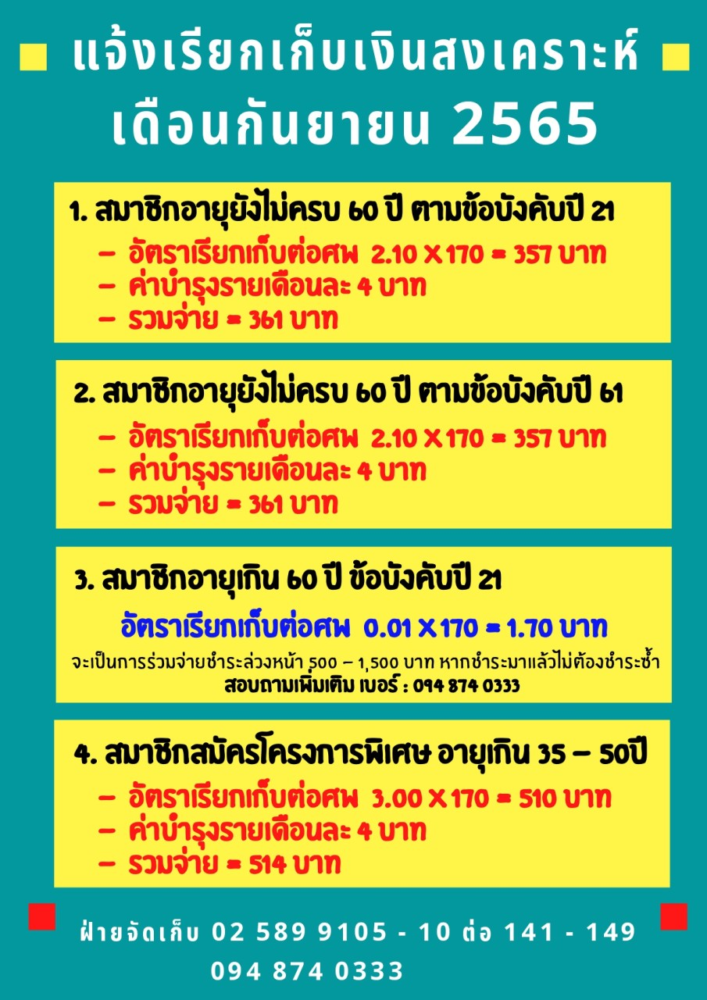 แจ้งเรียกเก็บเงินสงเคราะห์
เดือนกันยายน 2565
1. สมาชิกอายุยังไม่ครบ 60 ปี ตามข้อบังคับปี 21
- อัตราเรียกเก็บต่อศพ 2.10 X 170 = 357 บาท
- ค่าบำรุงรายเดือนละ 4 บาท
- รวมจ่าย = 361 บาท
2. สมาชิกอายุยังไม่ครบ 60 ปี ตามข้อบังคับปี 61
- อัตราเรียกเก็บต่อศพ 2.10 X 170 = 357 บาท
- ค่าบำรุงรายเดือนละ 4 บาท
- รวมจ่าย = 361 บาท
3. สมาชิกอายุเกิน 60 ปี ข้อบังคับปี 21
อัตราเรียกเก็บต่อศพ 0.01 X 170 = 1.70 บาท
จะเป็นการร่วมจ่ายชำระล่วงหน้า 500 - 1,500 บาท หากชำระมาแล้วไม่ต้องชำระซ้ำ
สอบถามเพิ่มเติม เบอร์ : 094 874 0333
4. สมาชิกสมัครโครงการพิเศษ อายุเกิน 35 - 50ปี
- อัตราเรียกเก็บต่อศพ 3.00 X 170 = 510 บาท
- ค่าบำรุงรายเดือนละ 4 บาท
- รวมจ่าย = 514 บาท
ฝ่ายจัดเก็บ 02 589 9105 - 10 ต่อ 141 - 149
094 874 0333